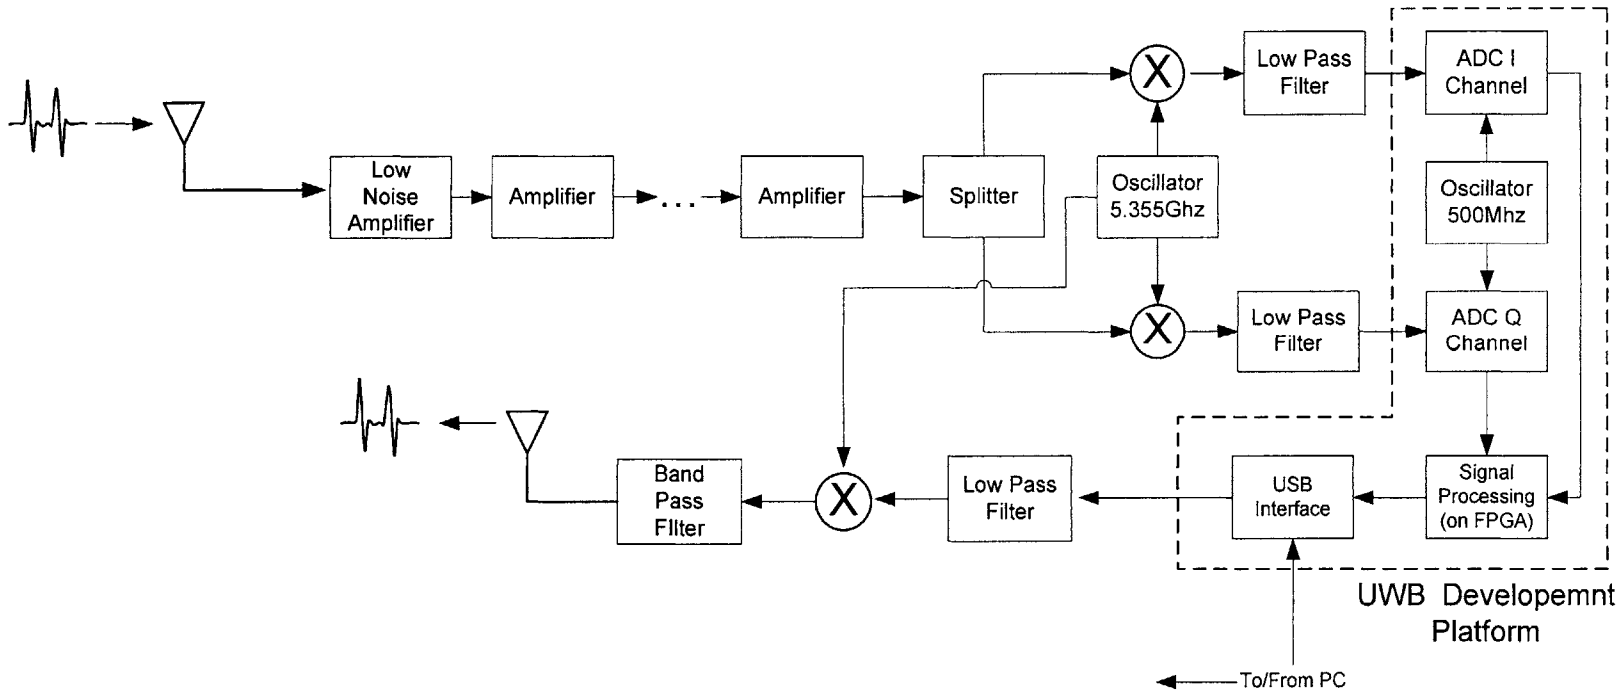 Low Pass
Filter
ADC I
Channel
X
Low
Noise
Amplifier
Amplifier
...
Amplifier
Splitter
Oscillator
5.355Ghz
Oscillator
500Mhz
X
Low Pass
Filter
ADC Q
Channel
Band
Pass
FIlter
X
Low Pass
Filter
USB
Interface
Signal
Processing
(on FPGA)
UWB Developemnt
Platform
To/From PC